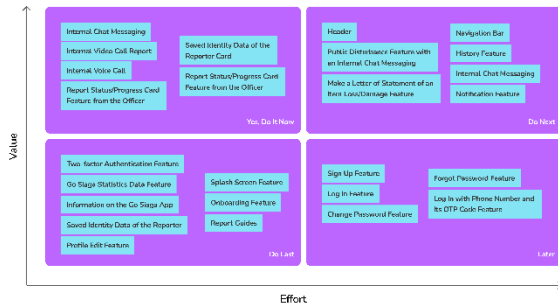 Internal Chat Messaging
Internal Video Call Report
Internal Voice Call
Report Status/Progress Card
Feature from the Officer
Saved Identity Data of the
Reporter Card
Report Status/Progress Card
Feature from the Officer
Yes, Do It Now
Header
Public Disturbance Feature with
an Internal Chat Messaging
Make a Letter of Statement of an
Item Loss/Damage Feature
Navigation Bar
History Feature
Internal Chat Messaging
Notification Feature
Do Next
Value
Two-factor Authentication Feature
Go Siaga Statistics Data Feature
Information on the Go Siaga App
Saved Identity Data of the Reporter
Profile Edit Feature
Splash Screen Feature
Onboarding Feature
Report Guides
Do Last
Sign Up Feature
Log In Feature
Change Password Feature
Forgot Password Feature
Log In with Phone Number and
Its OTP Code Feature
Later
Effort